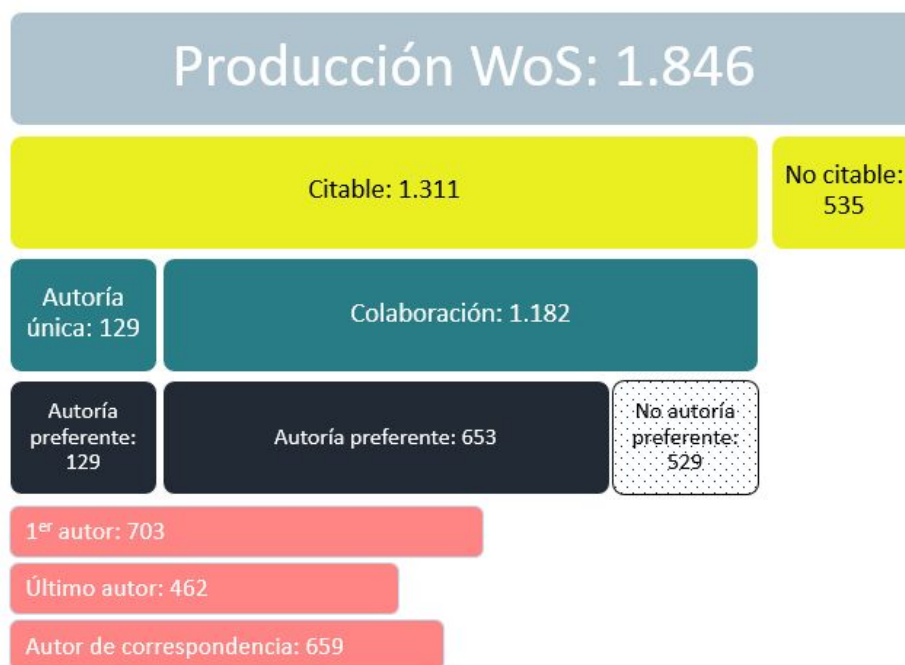 Producción WoS: 1.846
Citable: 1.311
No citable:
535
Autoría
única: 129
Colaboración: 1.182
Autoría
preferente:
129
Autoría preferente: 653
No autoría
preferente:
529
1er autor: 703
Último autor: 462
Autor de correspondencia: 659